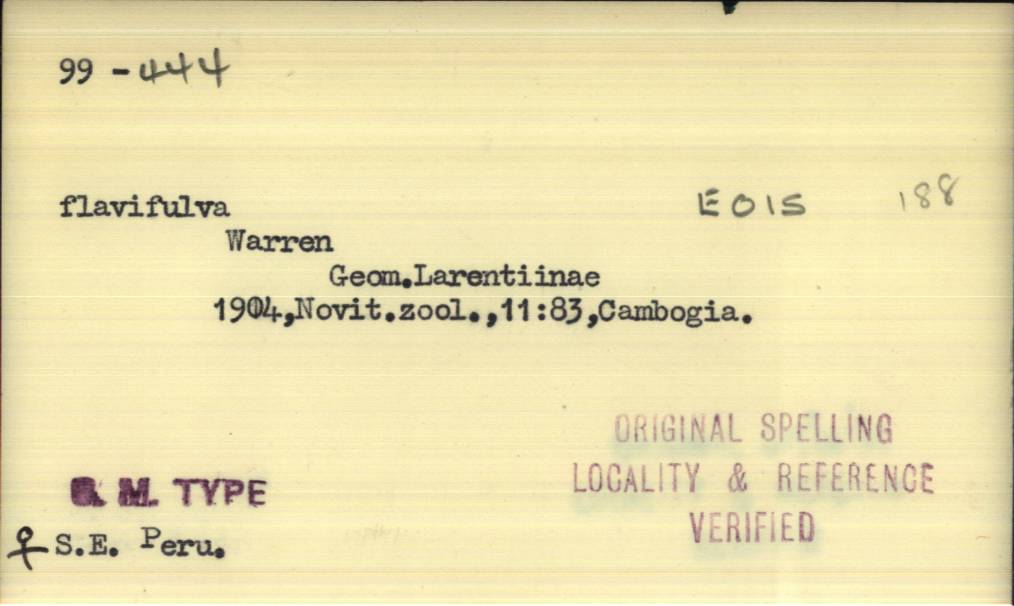 99 -444
flavifulva EOIS 188
Warren
Geom.Larentiinae
1904,Novit.zool.,11:83,Cambogia.
ORIGINAL SPELLING
LOCALITY & REFERENCE
VERIFIED
M. TYPE
♀ S.E. Peru.